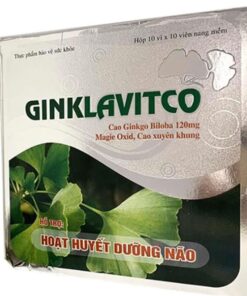 Thực phẩm bảo vệ sức khỏe
Hộp 10 vỉ x 10 viên nang mềm
GINKLAVITCO
Cao Ginkgo Biloba 120mg
Magie Oxid, Cao xuyên khung
HỖ TRỢ:
HOẠT HUYẾT DƯỠNG NÃO